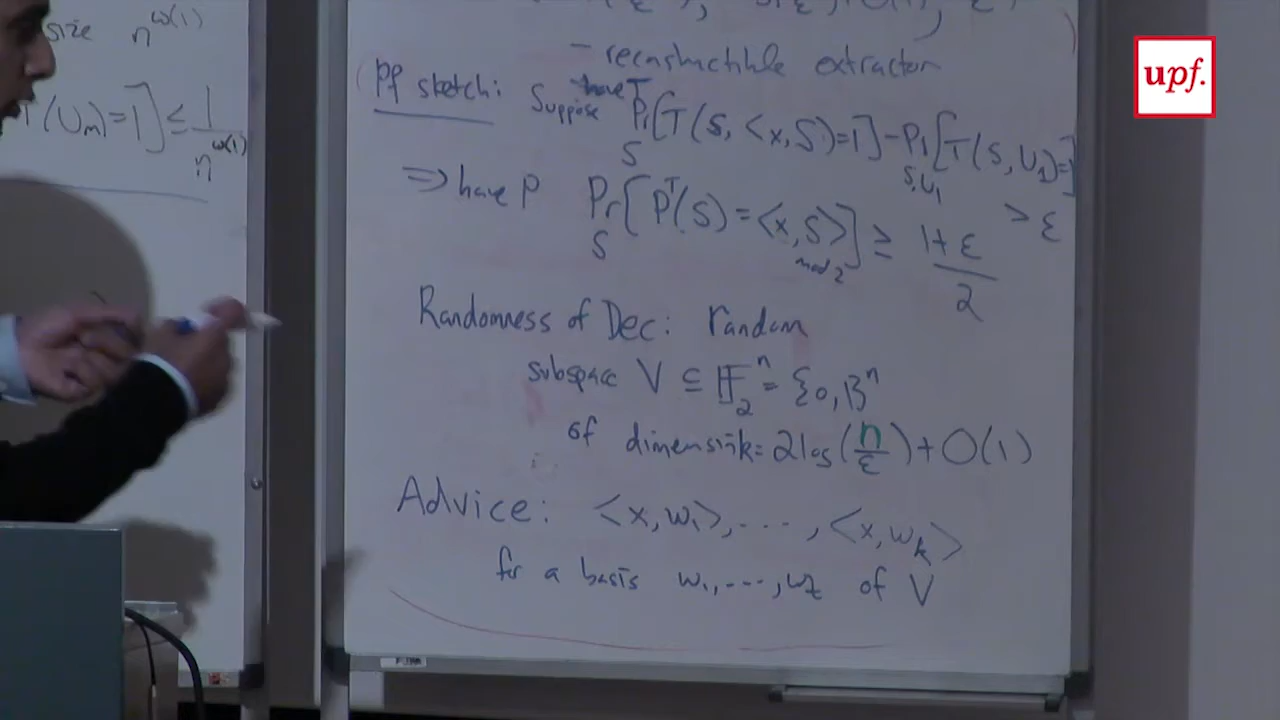 size n^ω(1)
(U_m)=1] ≤ 1/n^ω(1)
- reconstructible extractor
pf sketch: Suppose have T
Pr_S[T(S, <x,S>)=1] - Pr_{S,U_1}[T(S,U_1)=1] > ε
⇒ have P Pr_S[P^T(S) = <x,S> mod 2] ≥ (1+ε)/2
Randomness of Dec: random
subspace V ⊆ F_2^n = {0,1}^n
of dimension k = 2log(n/ε) + O(1)
Advice: <x,w_1>, ..., <x,w_k>
for a basis w_1, ..., w_k of V
upf.